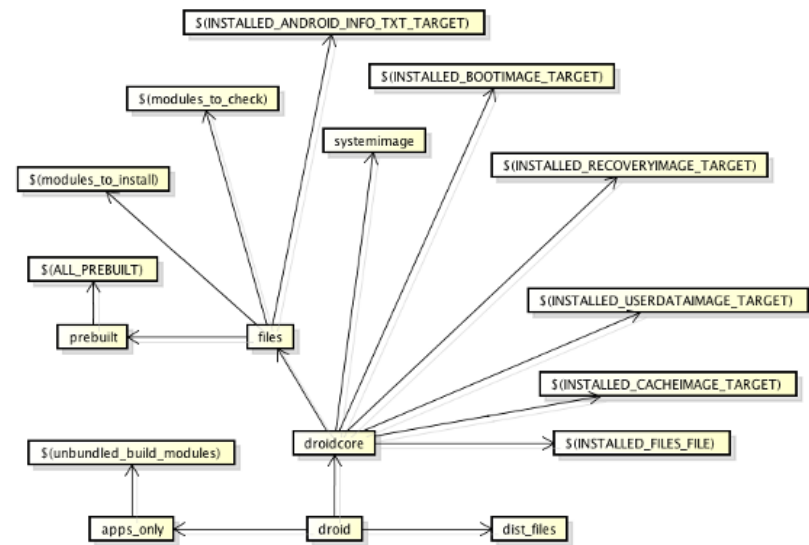 $(INSTALLED_ANDROID_INFO_TXT_TARGET)
$(INSTALLED_BOOTIMAGE_TARGET)
$(modules_to_check)
systemimage
$(INSTALLED_RECOVERYIMAGE_TARGET)
$(modules_to_install)
$(ALL_PREBUILT)
$(INSTALLED_USERDATAIMAGE_TARGET)
prebuilt
files
$(INSTALLED_CACHEIMAGE_TARGET)
droidcore
$(INSTALLED_FILES_FILE)
$(unbundled_build_modules)
apps_only
droid
dist_files